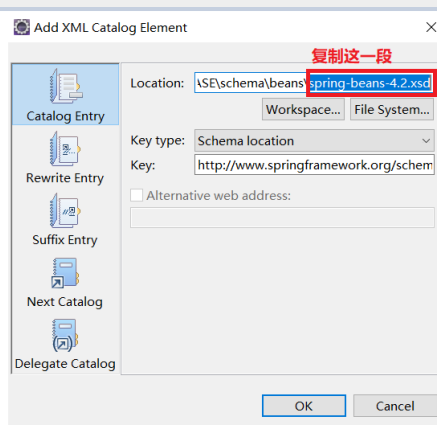 Add XML Catalog Element
复制这一段
Location: \SE\schema\beans\spring-beans-4.2.xsd
Workspace... File System...
Catalog Entry
Key type: Schema location
Key: http://www.springframework.org/schem
Rewrite Entry
Alternative web address:
Suffix Entry
Next Catalog
Delegate Catalog
OK Cancel